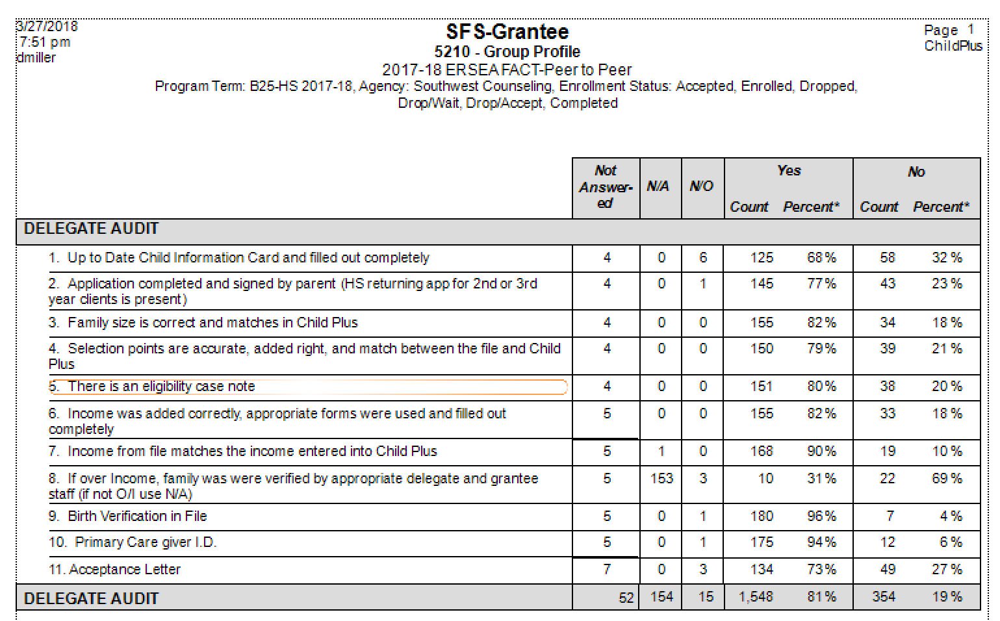 3/27/2018
7:51 pm
dmiller
SFS-Grantee
5210 - Group Profile
2017-18 ERSEA FACT-Peer to Peer
Program Term: B25-HS 2017-18, Agency: Southwest Counseling, Enrollment Status: Accepted, Enrolled, Dropped,
Drop/Wait, Drop/Accept, Completed
Page 1
ChildPlus
Not Answer-ed N/A N/O Yes No
Count Percent* Count Percent*
DELEGATE AUDIT
1. Up to Date Child Information Card and filled out completely 4 0 6 125 68% 58 32%
2. Application completed and signed by parent (HS returning app for 2nd or 3rd 4 0 1 145 77% 43 23%
year clients is present)
3. Family size is correct and matches in Child Plus 4 0 0 155 82% 34 18%
4. Selection points are accurate, added right, and match between the file and Child 4 0 0 150 79% 39 21%
Plus
5. There is an eligibility case note 4 0 0 151 80% 38 20%
6. Income was added correctly, appropriate forms were used and filled out 5 0 0 155 82% 33 18%
completely
7. Income from file matches the income entered into Child Plus 5 1 0 168 90% 19 10%
8. If over Income, family was were verified by appropriate delegate and grantee 5 153 3 10 31% 22 69%
staff (if not O/I use N/A)
9. Birth Verification in File 5 0 1 180 96% 7 4%
10. Primary Care giver I.D. 5 0 1 175 94% 12 6%
11. Acceptance Letter 7 0 3 134 73% 49 27%
DELEGATE AUDIT 52 154 15 1,548 81% 354 19%